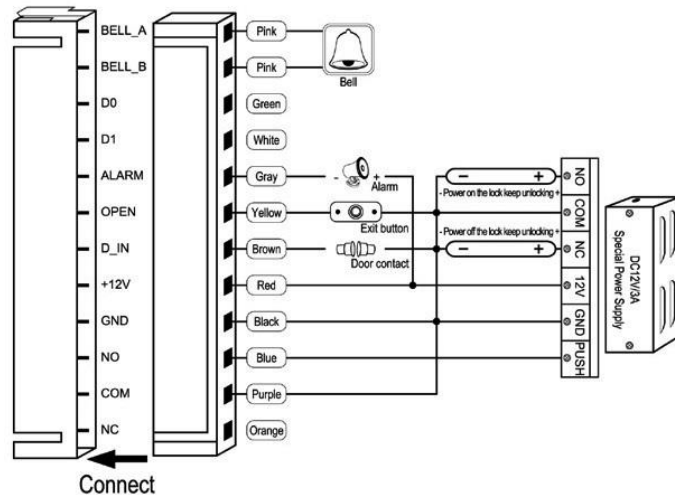 BELL_A
Pink
BELL_B
Pink
Bell
D0
Green
D1
White
ALARM
Gray
- +
Alarm
- +
NO
- Power on the lock keep unlocking +
OPEN
Yellow
Exit button
COM
- Power off the lock keep unlocking +
D_IN
Brown
Door contact
- +
NC
+12V
Red
12V
GND
Black
GND
NO
Blue
PUSH
COM
Purple
NC
Orange
DC12V/3A
Special Power Supply
Connect